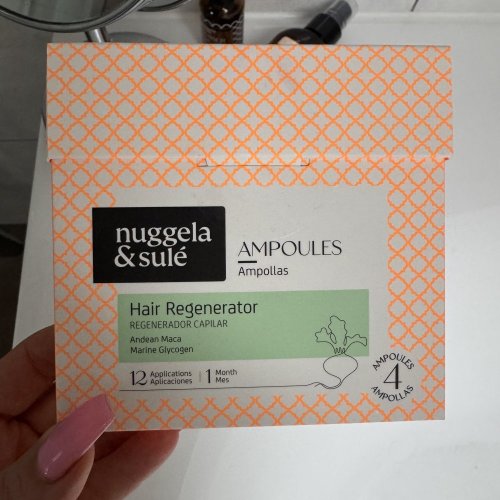 nuggela
& sulé
AMPOULES
Ampollas
Hair Regenerator
REGENERADOR CAPILAR
Andean Maca
Marine Glycogen
12 Applications
Aplicaciones
1 Month
Mes
AMPOULES
4
AMPOLLAS